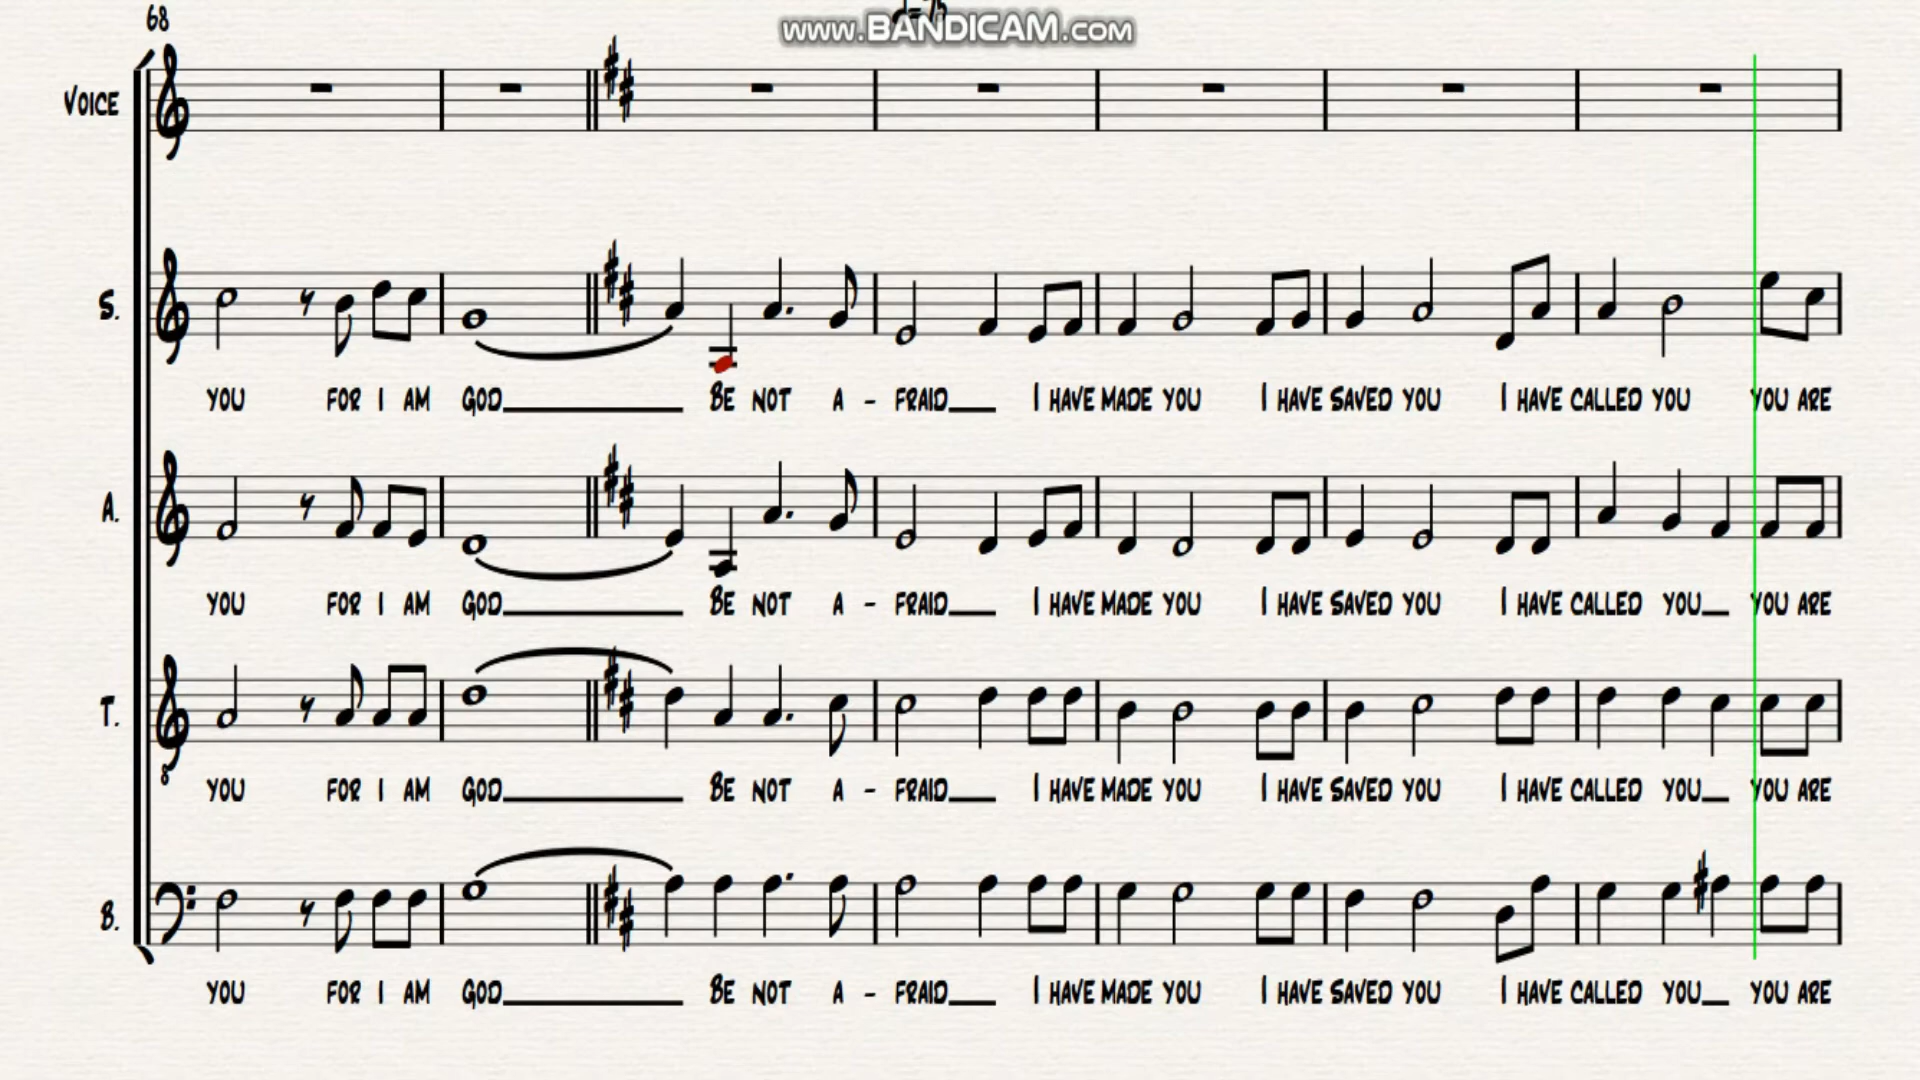 68
www.BANDICAM.com
VOICE
S.
YOU FOR I AM GOD BE NOT A - FRAID I HAVE MADE YOU I HAVE SAVED YOU I HAVE CALLED YOU YOU ARE
A.
YOU FOR I AM GOD BE NOT A - FRAID I HAVE MADE YOU I HAVE SAVED YOU I HAVE CALLED YOU YOU ARE
T.
8
YOU FOR I AM GOD BE NOT A - FRAID I HAVE MADE YOU I HAVE SAVED YOU I HAVE CALLED YOU YOU ARE
B.
YOU FOR I AM GOD BE NOT A - FRAID I HAVE MADE YOU I HAVE SAVED YOU I HAVE CALLED YOU YOU ARE